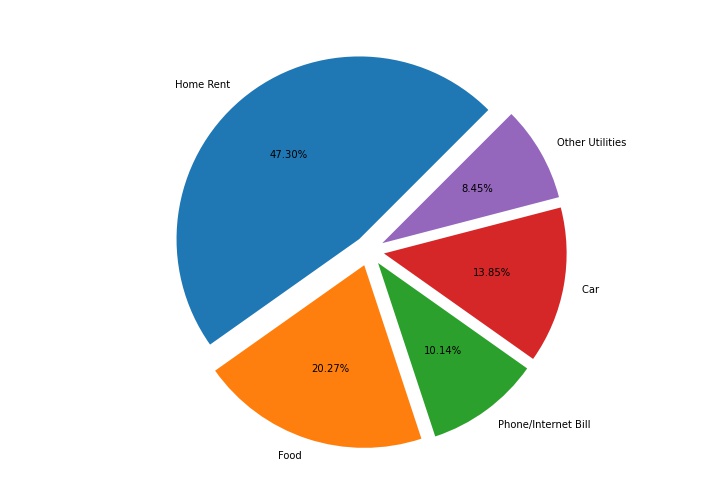 Home Rent
47.30%
Other Utilities
8.45%
13.85%
Car
10.14%
20.27%
Phone/Internet Bill
Food